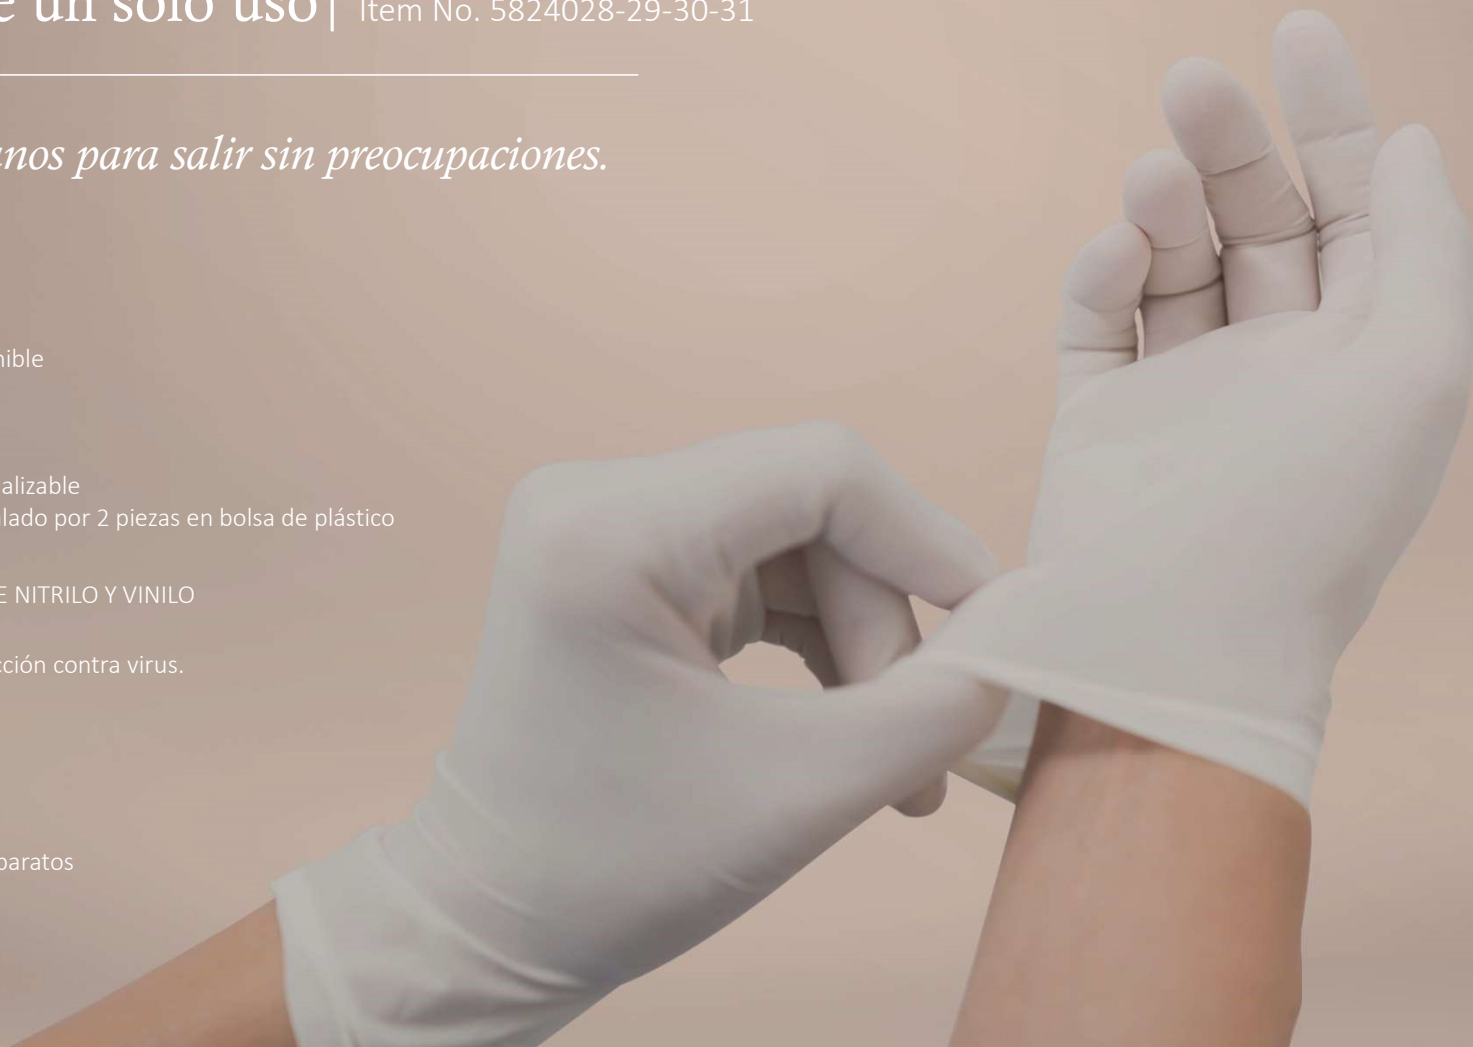 e un solo uso| Item No. 5824028-29-30-31
nos para salir sin preocupaciones.
nible
alizable
lado por 2 piezas en bolsa de plástico
E NITRILO Y VINILO
cción contra virus.
paratos